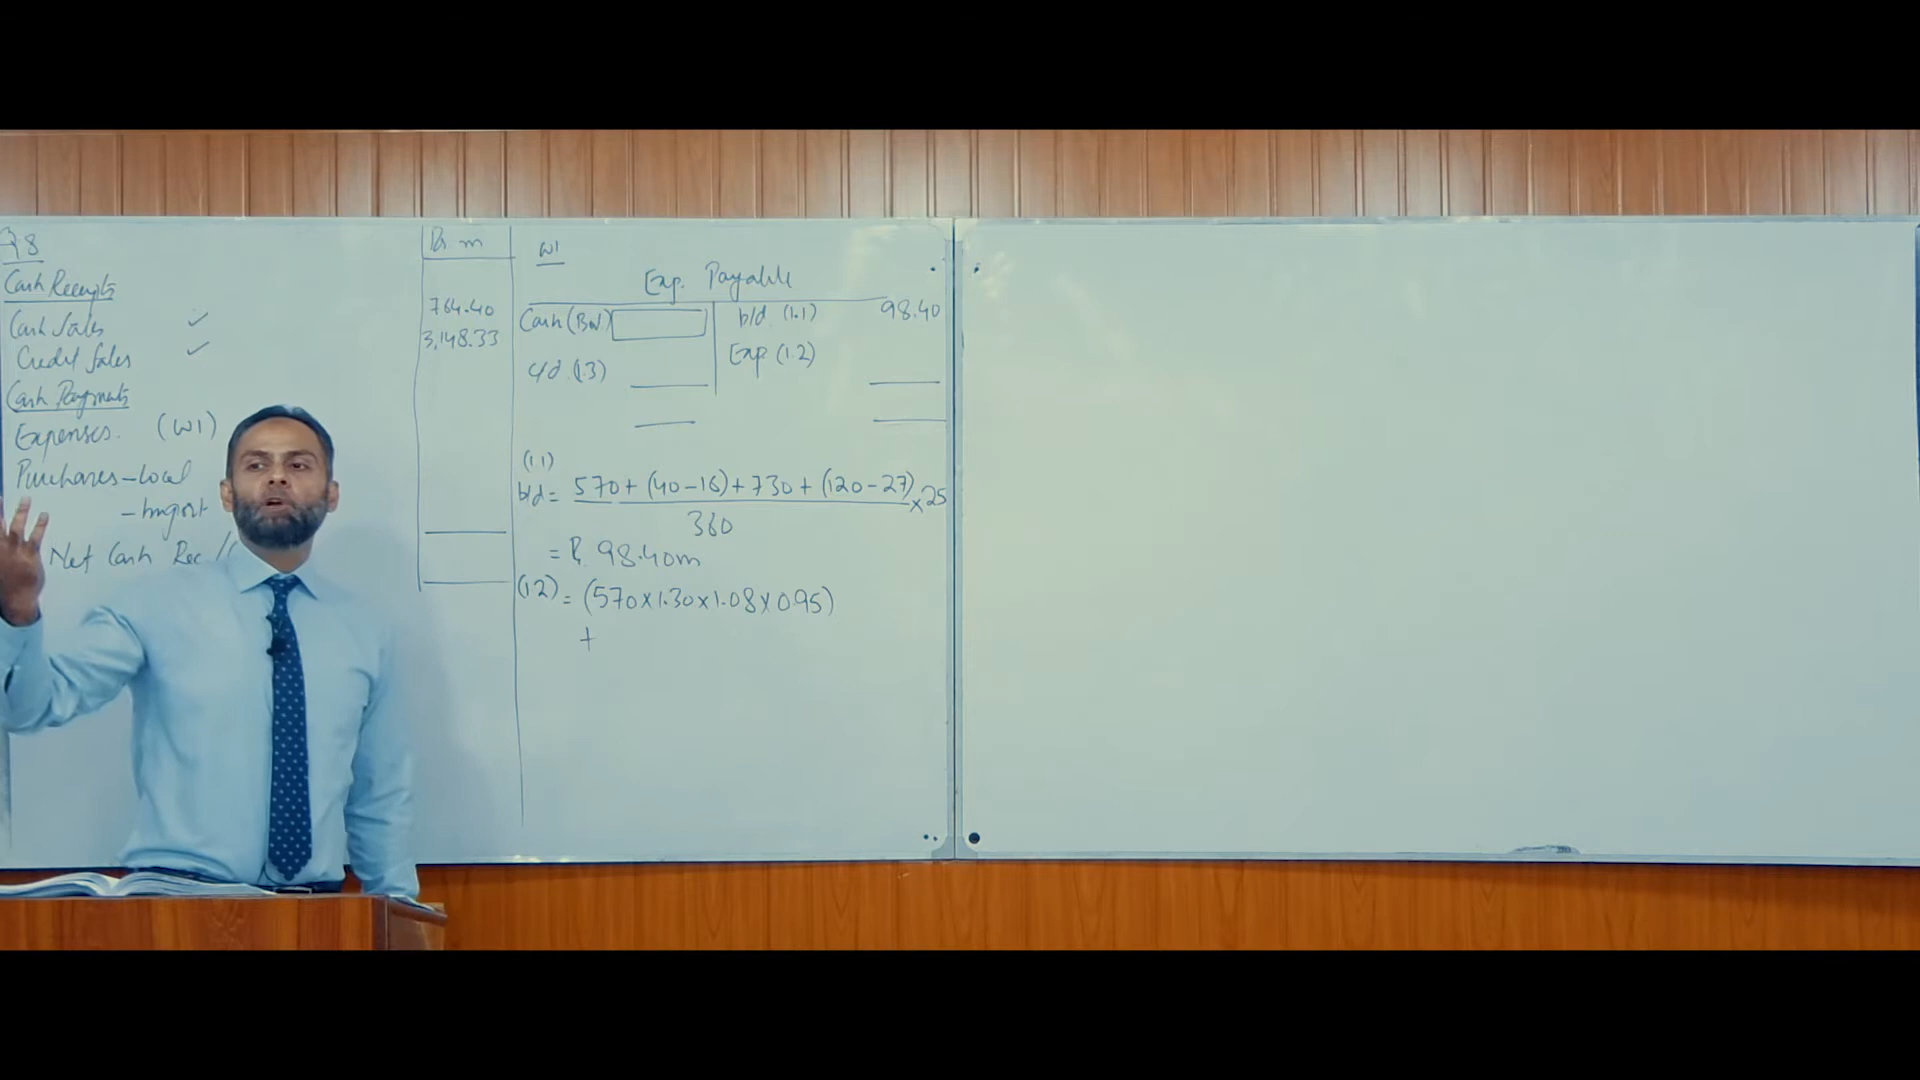 Q8
Cash Receipts
Cash Sales ✓
Credit Sales ✓
Cash Payments
Expenses. (W1)
Purchases - Local
- Import
Net Cash Rec /
Rs. m
764.40
3,148.33
W1
Exp. Payable
Cash (Bal) b/d (1.1) 98.40
c/d (1.3) Exp (1.2)
(1.1)
b/d = 570 + (40-16) + 730 + (120-27) × 25
360
= Rs. 98.40m
(1.2) = (570×1.30×1.08×0.95)
+